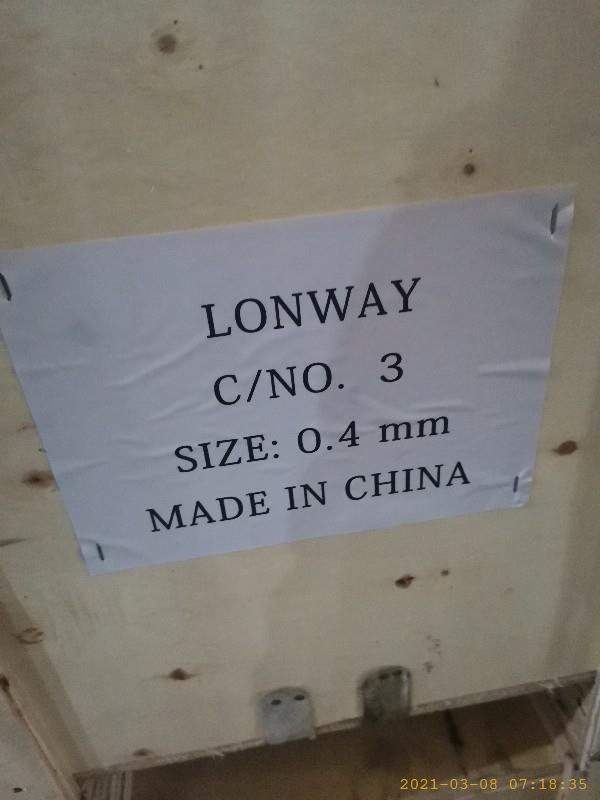 LONWAY
C/NO. 3
SIZE: 0.4 mm
MADE IN CHINA
2021-03-08 07:18:35